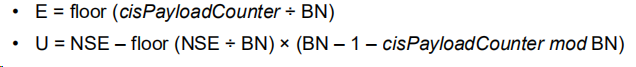 • E = floor (cisPayloadCounter ÷ BN)
• U = NSE – floor (NSE ÷ BN) × (BN – 1 – cisPayloadCounter mod BN)